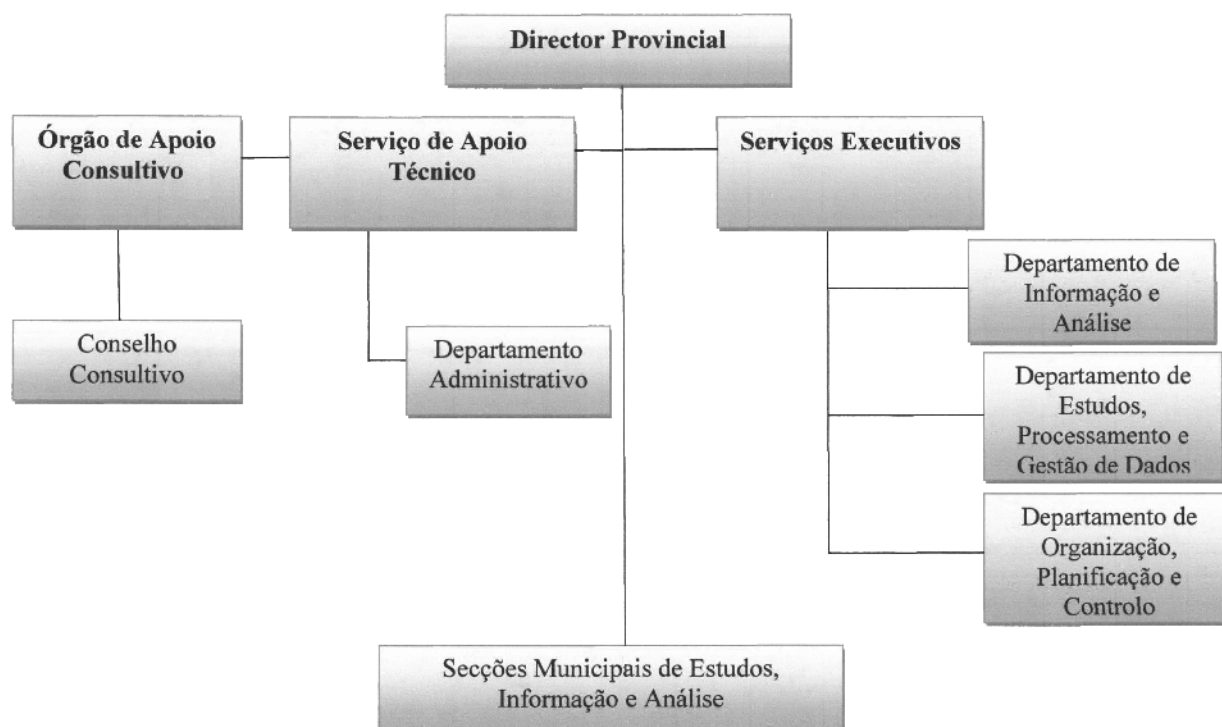 Director Provincial
Órgão de Apoio
Consultivo
Serviço de Apoio
Técnico
Serviços Executivos
Conselho
Consultivo
Departamento
Administrativo
Departamento de
Informação e
Análise
Departamento de
Estudos,
Processamento e
Gestão de Dados
Departamento de
Organização,
Planificação e
Controlo
Secções Municipais de Estudos,
Informação e Análise